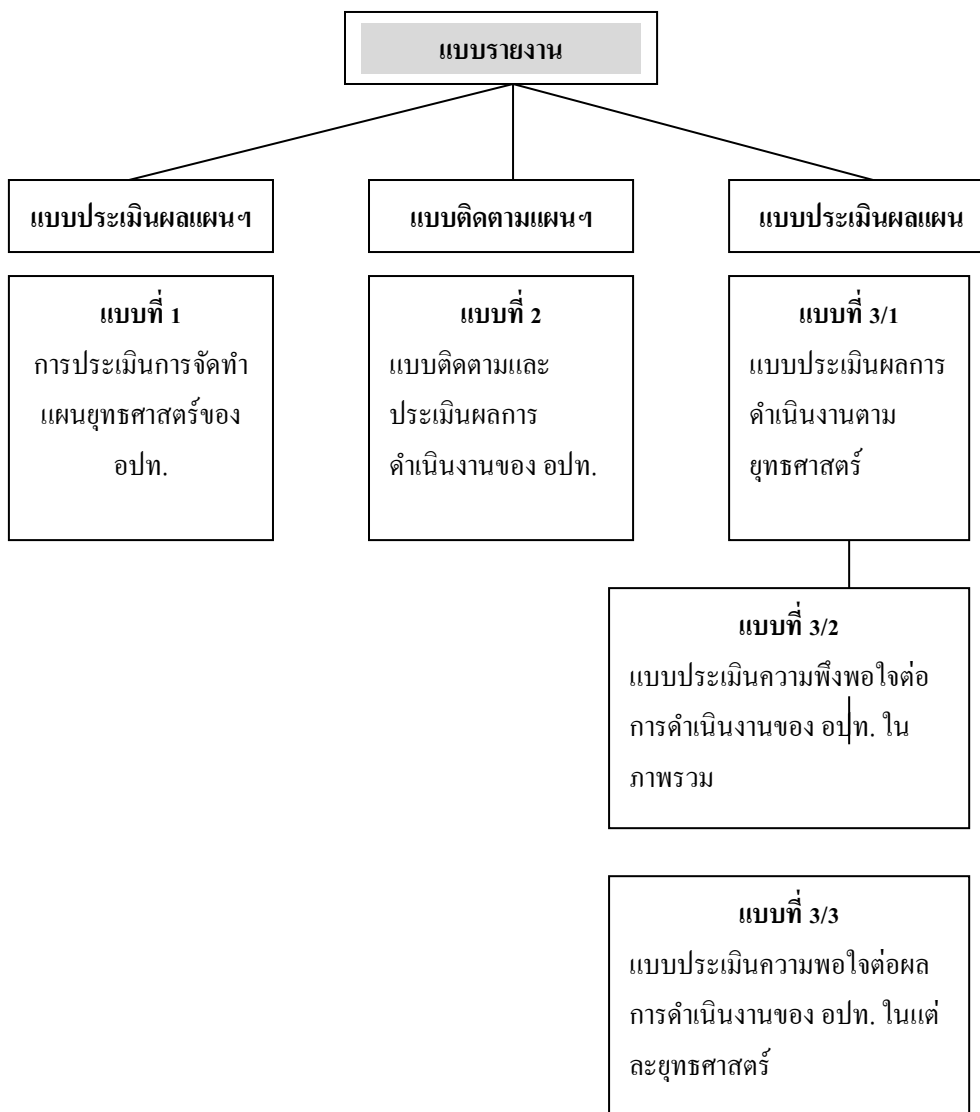 แบบรายงาน
แบบประเมินผลแผนฯ
แบบติดตามแผนฯ
แบบประเมินผลแผน
แบบที่ 1
การประเมินการจัดทำ
แผนยุทธศาสตร์ของ
อปท.
แบบที่ 2
แบบติดตามและ
ประเมินผลการ
ดำเนินงานของ อปท.
แบบที่ 3/1
แบบประเมินผลการ
ดำเนินงานตาม
ยุทธศาสตร์
แบบที่ 3/2
แบบประเมินความพึงพอใจต่อ
การดำเนินงานของ อปท. ใน
ภาพรวม
แบบที่ 3/3
แบบประเมินความพอใจต่อผล
การดำเนินงานของ อปท. ในแต่
ละยุทธศาสตร์